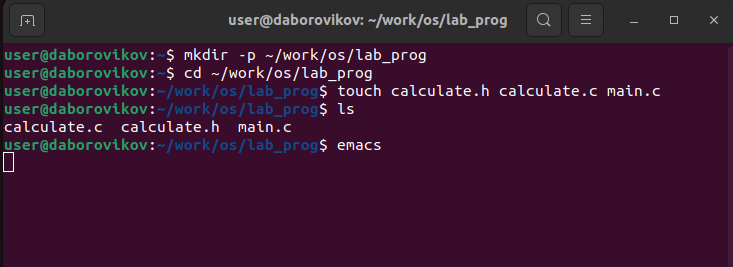 user@daborovikov: ~/work/os/lab_prog
user@daborovikov:~$ mkdir -p ~/work/os/lab_prog
user@daborovikov:~$ cd ~/work/os/lab_prog
user@daborovikov:~/work/os/lab_prog$ touch calculate.h calculate.c main.c
user@daborovikov:~/work/os/lab_prog$ ls
calculate.c  calculate.h  main.c
user@daborovikov:~/work/os/lab_prog$ emacs